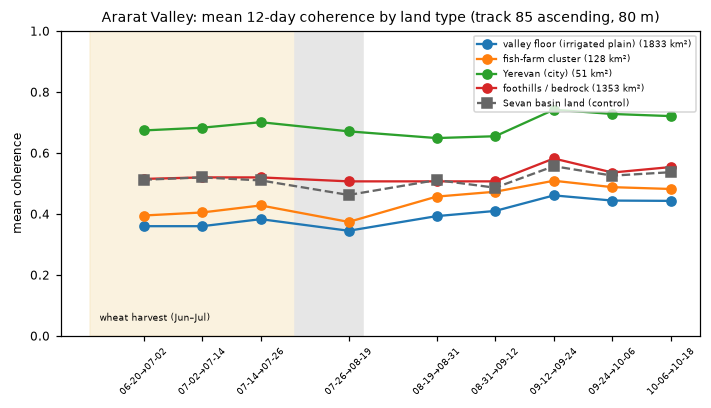 Ararat Valley: mean 12-day coherence by land type (track 85 ascending, 80 m)
valley floor (irrigated plain) (1833 km²)
fish-farm cluster (128 km²)
Yerevan (city) (51 km²)
foothills / bedrock (1353 km²)
Sevan basin land (control)
mean coherence
1.0
0.8
0.6
0.4
0.2
0.0
wheat harvest (Jun–Jul)
06-20→07-02
07-02→07-14
07-14→07-26
07-26→08-19
08-19→08-31
08-31→09-12
09-12→09-24
09-24→10-06
10-06→10-18